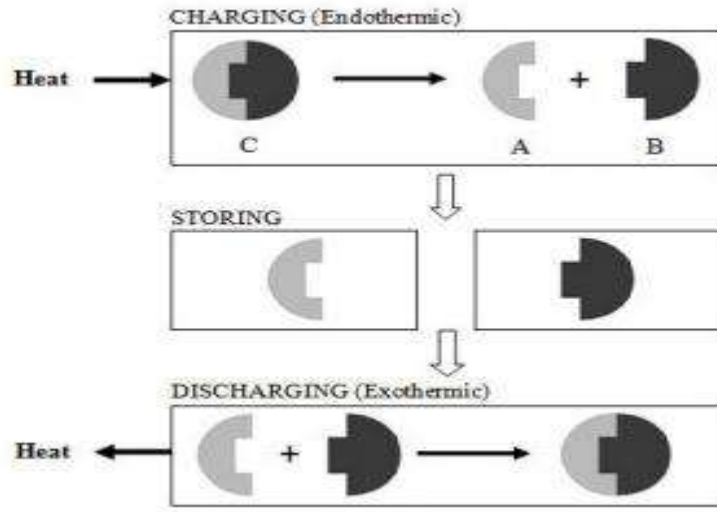 CHARGING (Endothermic)
Heat
+
C
A
B
STORING
DISCHARGING (Exothermic)
Heat
+